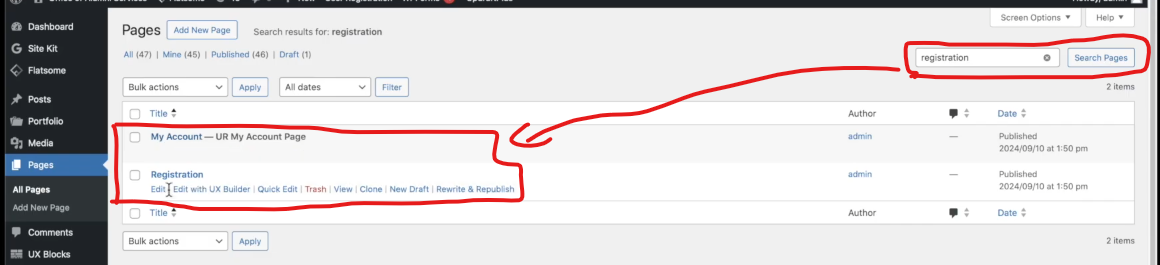 Dashboard
Site Kit
Flatsome
Posts
Portfolio
Media
Pages
All Pages
Add New Page
Comments
UX Blocks
Screen Options ▼
Help ▼
Pages
Add New Page
Search results for: registration
All (47) | Mine (45) | Published (46) | Draft (1)
registration
Search Pages
Bulk actions
Apply
All dates
Filter
2 items
Title
Author
Date
My Account — UR My Account Page
admin
—
Published
2024/09/10 at 1:50 pm
Registration
Edit | Edit with UX Builder | Quick Edit | Trash | View | Clone | New Draft | Rewrite & Republish
admin
—
Published
2024/09/10 at 1:50 pm
Title
Author
Date
Bulk actions
Apply
2 items